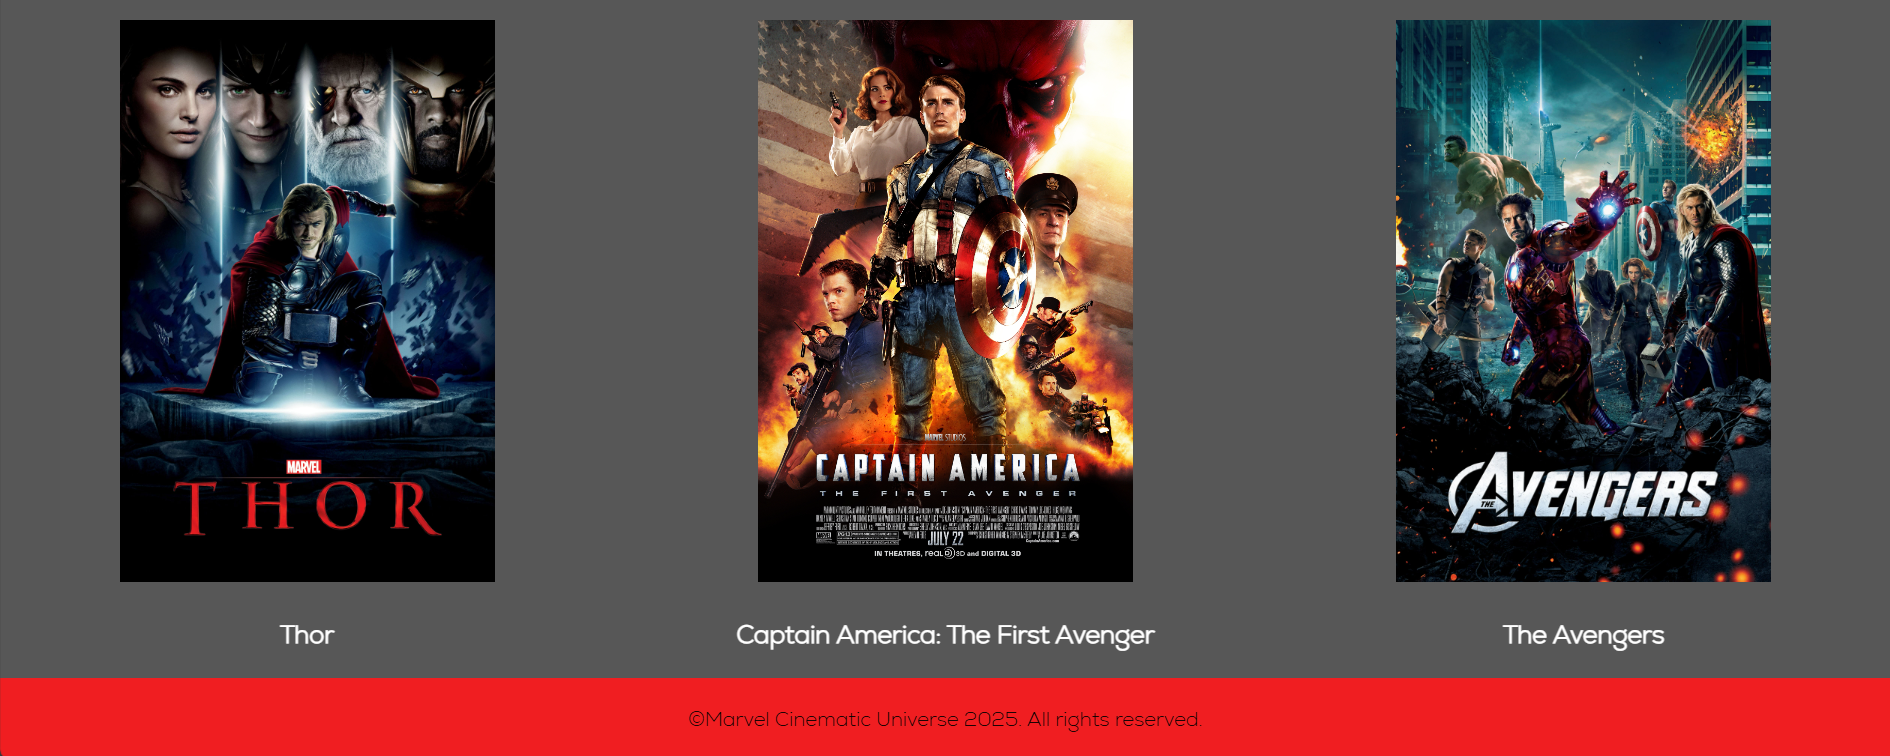 MARVEL
THOR
MARVEL STUDIOS
CAPTAIN AMERICA
THE FIRST AVENGER
JULY 22
IN THEATRES, REAL D 3D and DIGITAL 3D
THE AVENGERS
Thor
Captain America: The First Avenger
The Avengers
©Marvel Cinematic Universe 2025. All rights reserved.